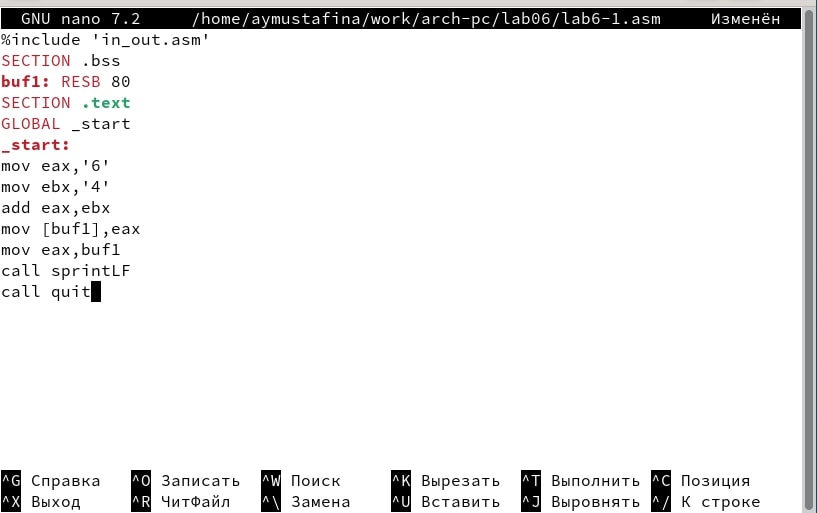 GNU nano 7.2 /home/aymustafina/work/arch-pc/lab06/lab6-1.asm Изменён
%include 'in_out.asm'
SECTION .bss
buf1: RESB 80
SECTION .text
GLOBAL _start
_start:
mov eax,'6'
mov ebx,'4'
add eax,ebx
mov [buf1],eax
mov eax,buf1
call sprintLF
call quit
^G Справка ^O Записать ^W Поиск ^K Вырезать ^T Выполнить ^C Позиция
^X Выход ^R ЧитФайл ^\ Замена ^U Вставить ^J Выровнять ^/ К строке